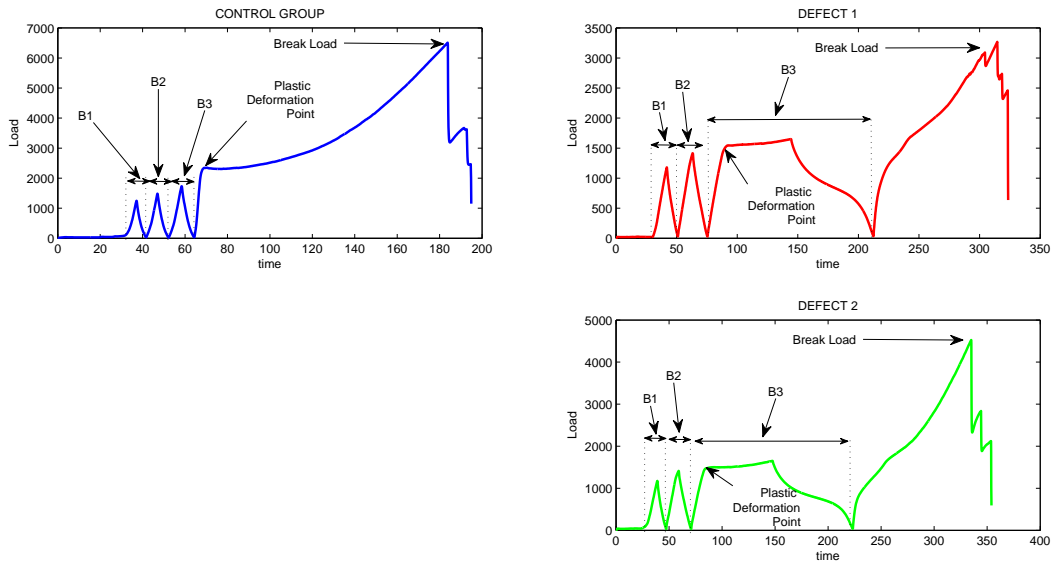 CONTROL GROUP
7000
6000
5000
4000
3000
2000
1000
0
Load
0 20 40 60 80 100 120 140 160 180 200
time
B1
B2
B3
Plastic
Deformation
Point
Break Load
DEFECT 1
3500
3000
2500
2000
1500
1000
500
0
Load
0 50 100 150 200 250 300 350
time
B1
B2
B3
Plastic
Deformation
Point
Break Load
DEFECT 2
5000
4000
3000
2000
1000
0
Load
0 50 100 150 200 250 300 350 400
time
B1
B2
B3
Plastic
Deformation
Point
Break Load